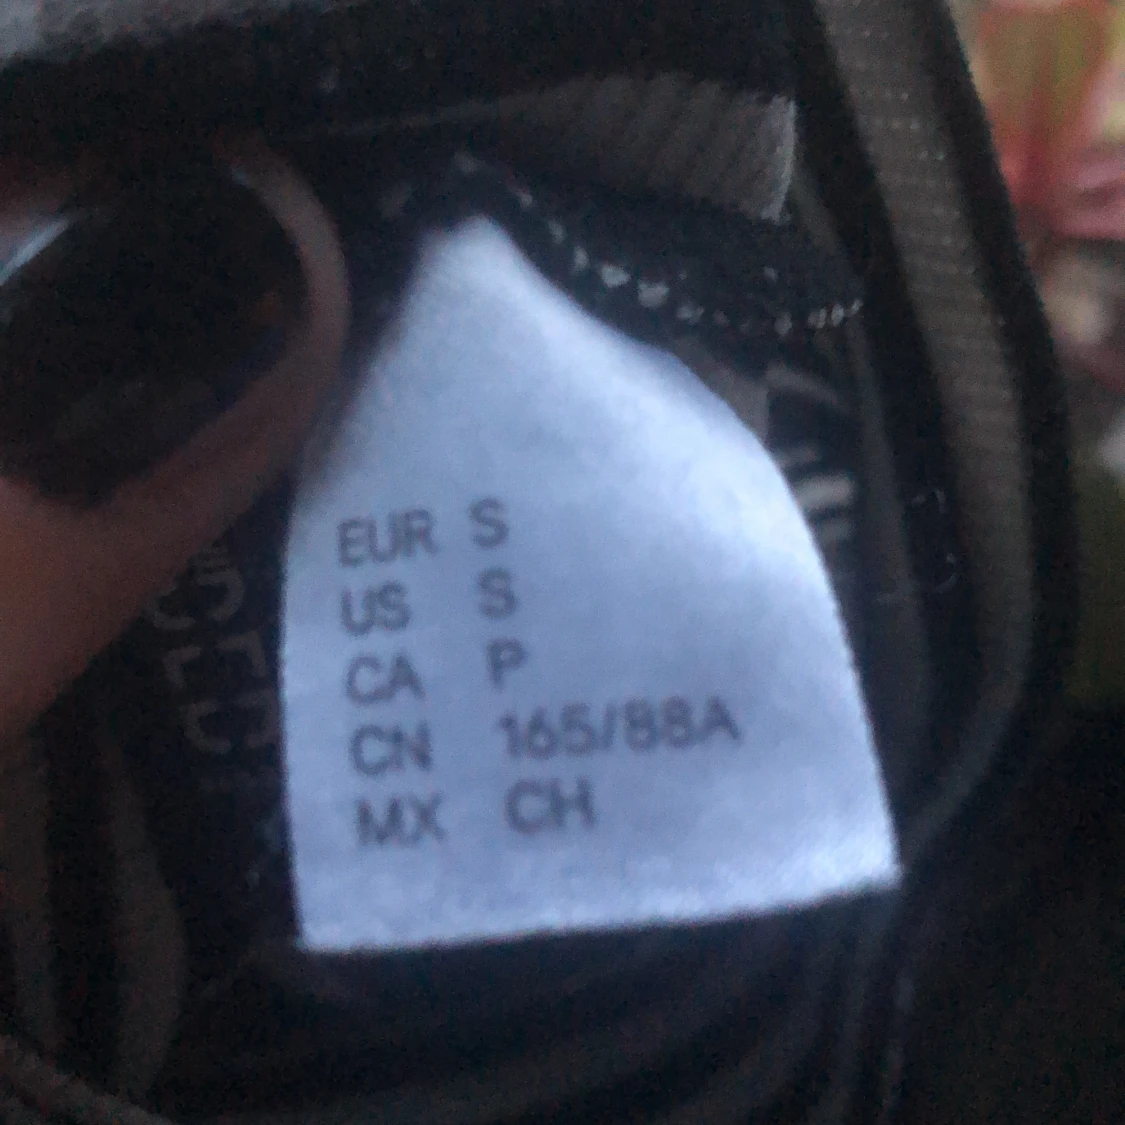 EUR S
US S
CA P
CN 165/88A
MX CH